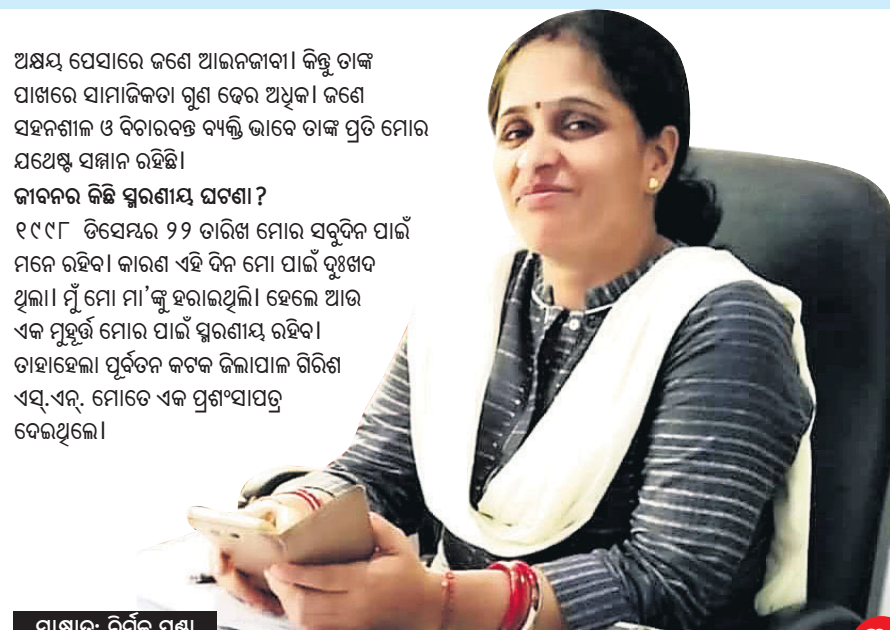 ଅକ୍ଷୟ ପେସାରେ ଜଣେ ଆଇନଜୀବୀ। କିନ୍ତୁ ତାଙ୍କ
ପାଖରେ ସାମାଜିକତା ଗୁଣ ଢେର ଅଧିକ। ଜଣେ
ସହନଶୀଳ ଓ ବିଚାରବନ୍ତ ବ୍ୟକ୍ତି ଭାବେ ତାଙ୍କ ପ୍ରତି ମୋର
ଯଥେଷ୍ଟ ସମ୍ମାନ ରହିଛି।
ଜୀବନର କିଛି ସ୍ମରଣୀୟ ଘଟଣା?
୧୯୯୮ ଡିସେମ୍ବର ୨୨ ତାରିଖ ମୋର ସବୁଦିନ ପାଇଁ
ମନେ ରହିବ। କାରଣ ଏହି ଦିନ ମୋ ପାଇଁ ଦୁଃଖଦ
ଥିଲା। ମୁଁ ମୋ ମା'ଙ୍କୁ ହରାଇଥିଲି। ହେଲେ ଆଉ
ଏକ ମୁହୂର୍ତ୍ତ ମୋର ପାଇଁ ସ୍ମରଣୀୟ ରହିବ।
ତାହାହେଲା ପୂର୍ବତନ କଟକ ଜିଲାପାଳ ଗିରିଶ
ଏସ୍.ଏନ୍. ମୋତେ ଏକ ପ୍ରଶଂସାପତ୍ର
ଦେଇଥିଲେ।